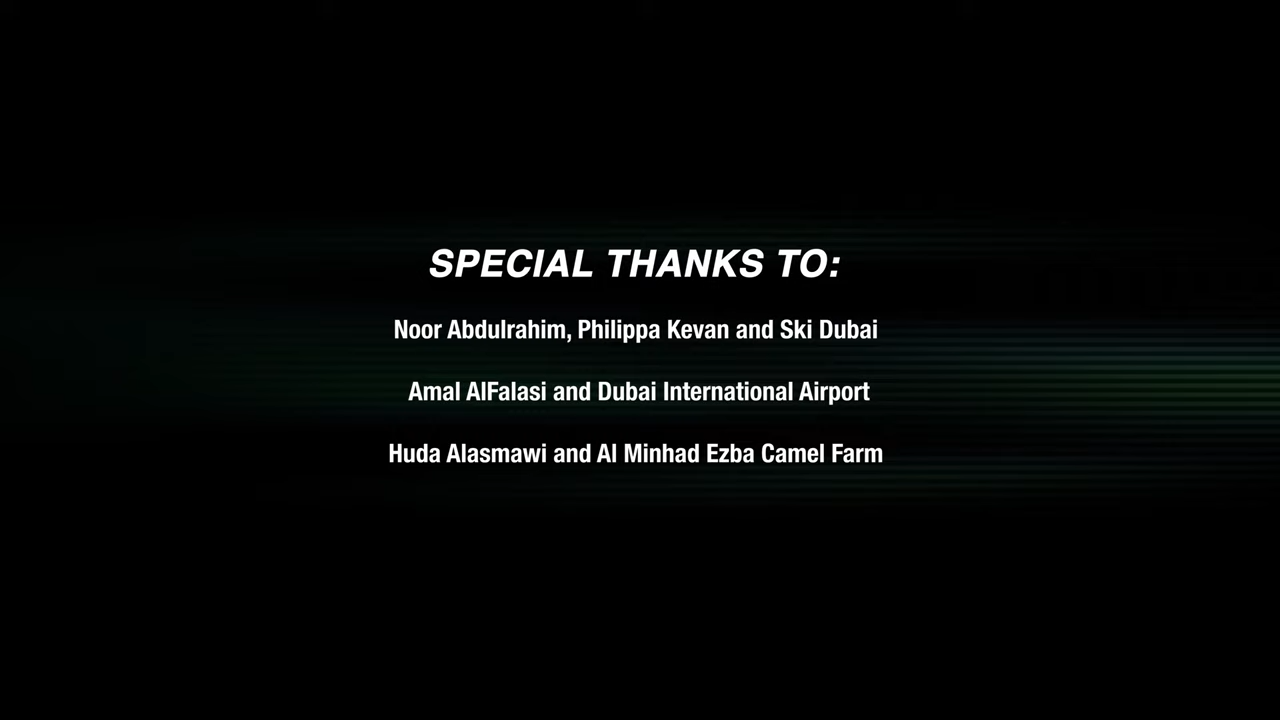 SPECIAL THANKS TO:
Noor Abdulrahim, Philippa Kevan and Ski Dubai
Amal AlFalasi and Dubai International Airport
Huda Alasmawi and Al Minhad Ezba Camel Farm